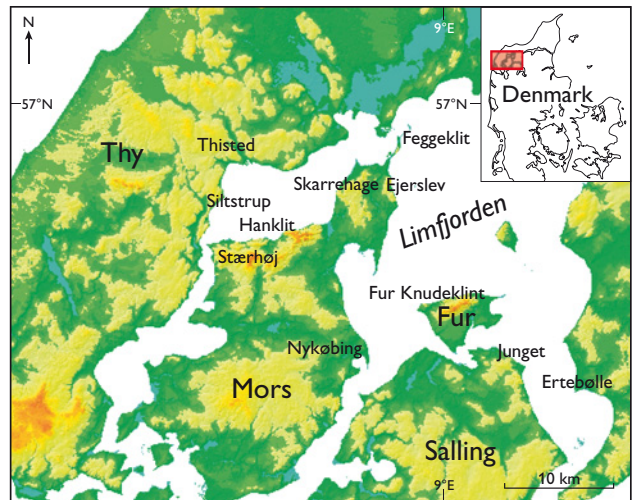 N
9°E
57°N
57°N
Denmark
Feggeklit
Thy
Thisted
Skarrehage
Ejerslev
Siltstrup
Hanklit
Limfjorden
Stærhøj
Fur Knudeklint
Fur
Nykøbing
Junget
Mors
Ertebølle
Salling
9°E
10 km